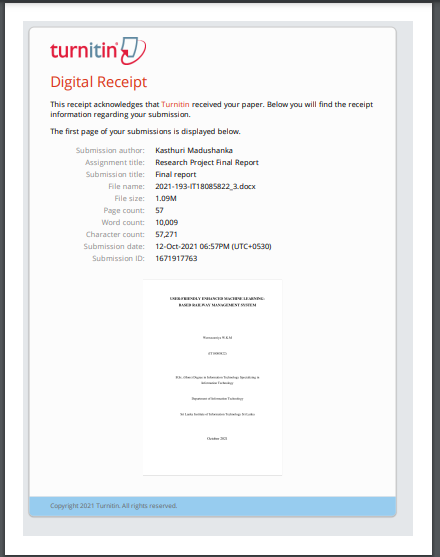 turnitin
Digital Receipt
This receipt acknowledges that Turnitin received your paper. Below you will find the receipt
information regarding your submission.
The first page of your submissions is displayed below.
Submission author: Kasthuri Madushanka
Assignment title: Research Project Final Report
Submission title: Final report
File name: 2021-193-IT18085822_3.docx
File size: 1.09M
Page count: 57
Word count: 10,009
Character count: 57,271
Submission date: 12-Oct-2021 06:57PM (UTC+0530)
Submission ID: 1671917763
USER-FRIENDLY ENHANCED MACHINE LEARNING-
BASED RAILWAY MANAGEMENT SYSTEM
B.Sc. (Hons) Degree in Information Technology Specializing in
Information Technology
Department of Information Technology
Sri Lanka Institute of Information Technology Sri Lanka
October 2021
Copyright 2021 Turnitin. All rights reserved.